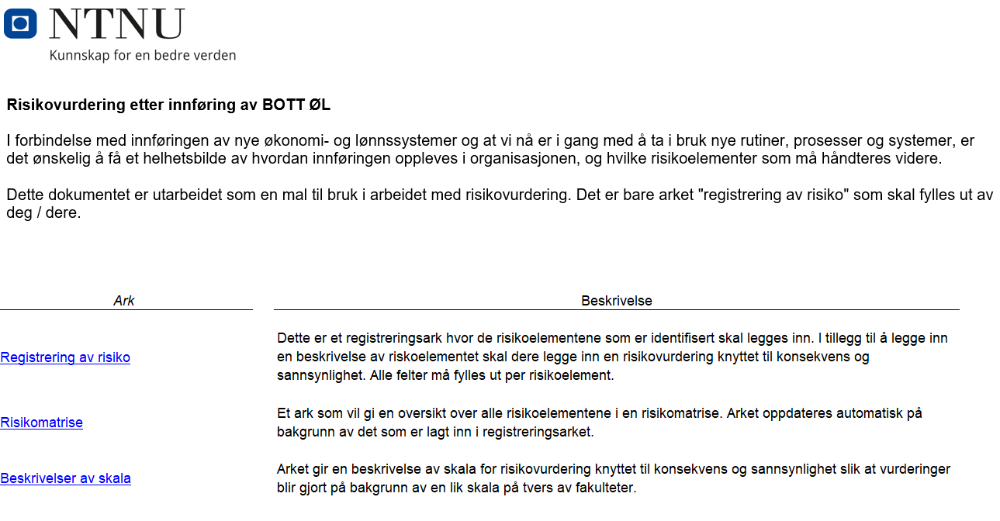 NTNU
Kunnskap for en bedre verden
Risikovurdering etter innføring av BOTT ØL
I forbindelse med innføringen av nye økonomi- og lønnssystemer og at vi nå er i gang med å ta i bruk nye rutiner, prosesser og systemer, er
det ønskelig å få et helhetsbilde av hvordan innføringen oppleves i organisasjonen, og hvilke risikoelementer som må håndteres videre.
Dette dokumentet er utarbeidet som en mal til bruk i arbeidet med risikovurdering. Det er bare arket "registrering av risiko" som skal fylles ut av
deg / dere.
Ark
Beskrivelse
Registrering av risiko
Dette er et registreringsark hvor de risikoelementene som er identifisert skal legges inn. I tillegg til å legge inn
en beskrivelse av riskoelementet skal dere legge inn en risikovurdering knyttet til konsekvens og
sannsynlighet. Alle felter må fylles ut per risikoelement.
Risikomatrise
Et ark som vil gi en oversikt over alle risikoelementene i en risikomatrise. Arket oppdateres automatisk på
bakgrunn av det som er lagt inn i registreringsarket.
Beskrivelser av skala
Arket gir en beskrivelse av skala for risikovurdering knyttet til konsekvens og sannsynlighet slik at vurderinger
blir gjort på bakgrunn av en lik skala på tvers av fakulteter.